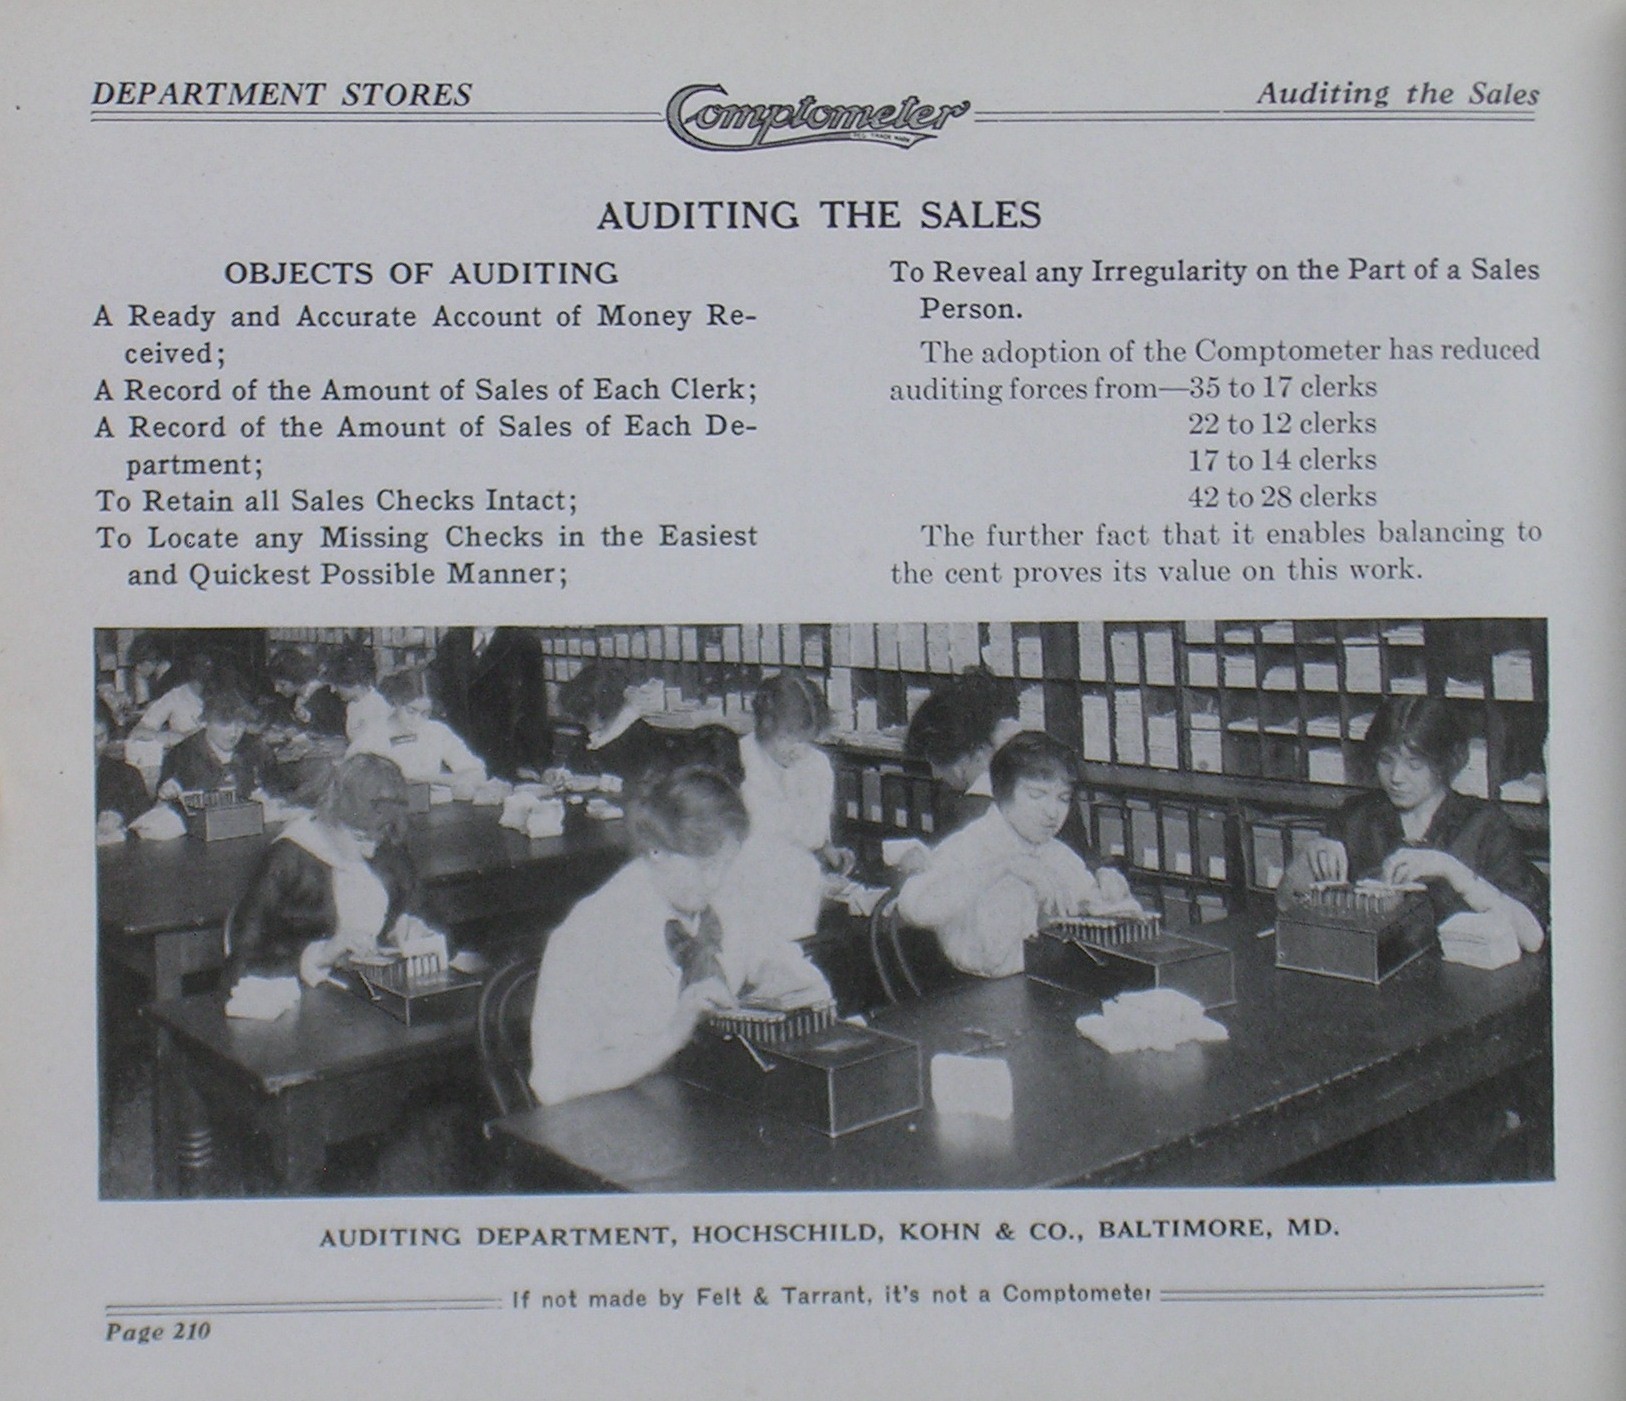 DEPARTMENT STORES
Comptometer
REG. TRADE MARK
Auditing the Sales
AUDITING THE SALES
OBJECTS OF AUDITING
A Ready and Accurate Account of Money Re-
ceived;
A Record of the Amount of Sales of Each Clerk;
A Record of the Amount of Sales of Each De-
partment;
To Retain all Sales Checks Intact;
To Locate any Missing Checks in the Easiest
and Quickest Possible Manner;
To Reveal any Irregularity on the Part of a Sales
Person.
The adoption of the Comptometer has reduced
auditing forces from—35 to 17 clerks
22 to 12 clerks
17 to 14 clerks
42 to 28 clerks
The further fact that it enables balancing to
the cent proves its value on this work.
AUDITING DEPARTMENT, HOCHSCHILD, KOHN & CO., BALTIMORE, MD.
If not made by Felt & Tarrant, it's not a Comptometer
Page 210